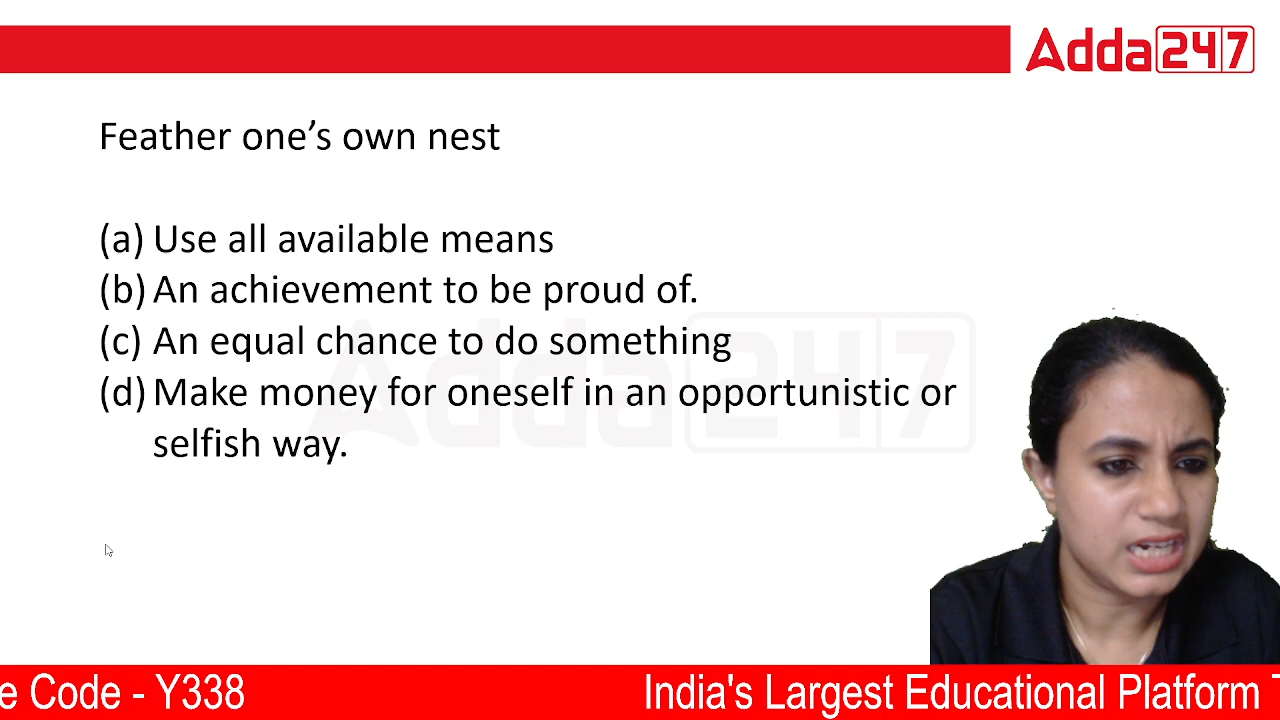 Adda247
Feather one’s own nest
(a) Use all available means
(b) An achievement to be proud of.
(c) An equal chance to do something
(d) Make money for oneself in an opportunistic or
selfish way.
Adda247
e Code - Y338 India's Largest Educational Platform